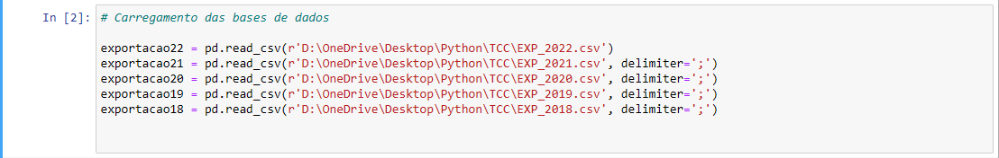 In [2]: # Carregamento das bases de dados
exportacao22 = pd.read_csv(r'D:\OneDrive\Desktop\Python\TCC\EXP_2022.csv')
exportacao21 = pd.read_csv(r'D:\OneDrive\Desktop\Python\TCC\EXP_2021.csv', delimiter=';')
exportacao20 = pd.read_csv(r'D:\OneDrive\Desktop\Python\TCC\EXP_2020.csv', delimiter=';')
exportacao19 = pd.read_csv(r'D:\OneDrive\Desktop\Python\TCC\EXP_2019.csv', delimiter=';')
exportacao18 = pd.read_csv(r'D:\OneDrive\Desktop\Python\TCC\EXP_2018.csv', delimiter=';')